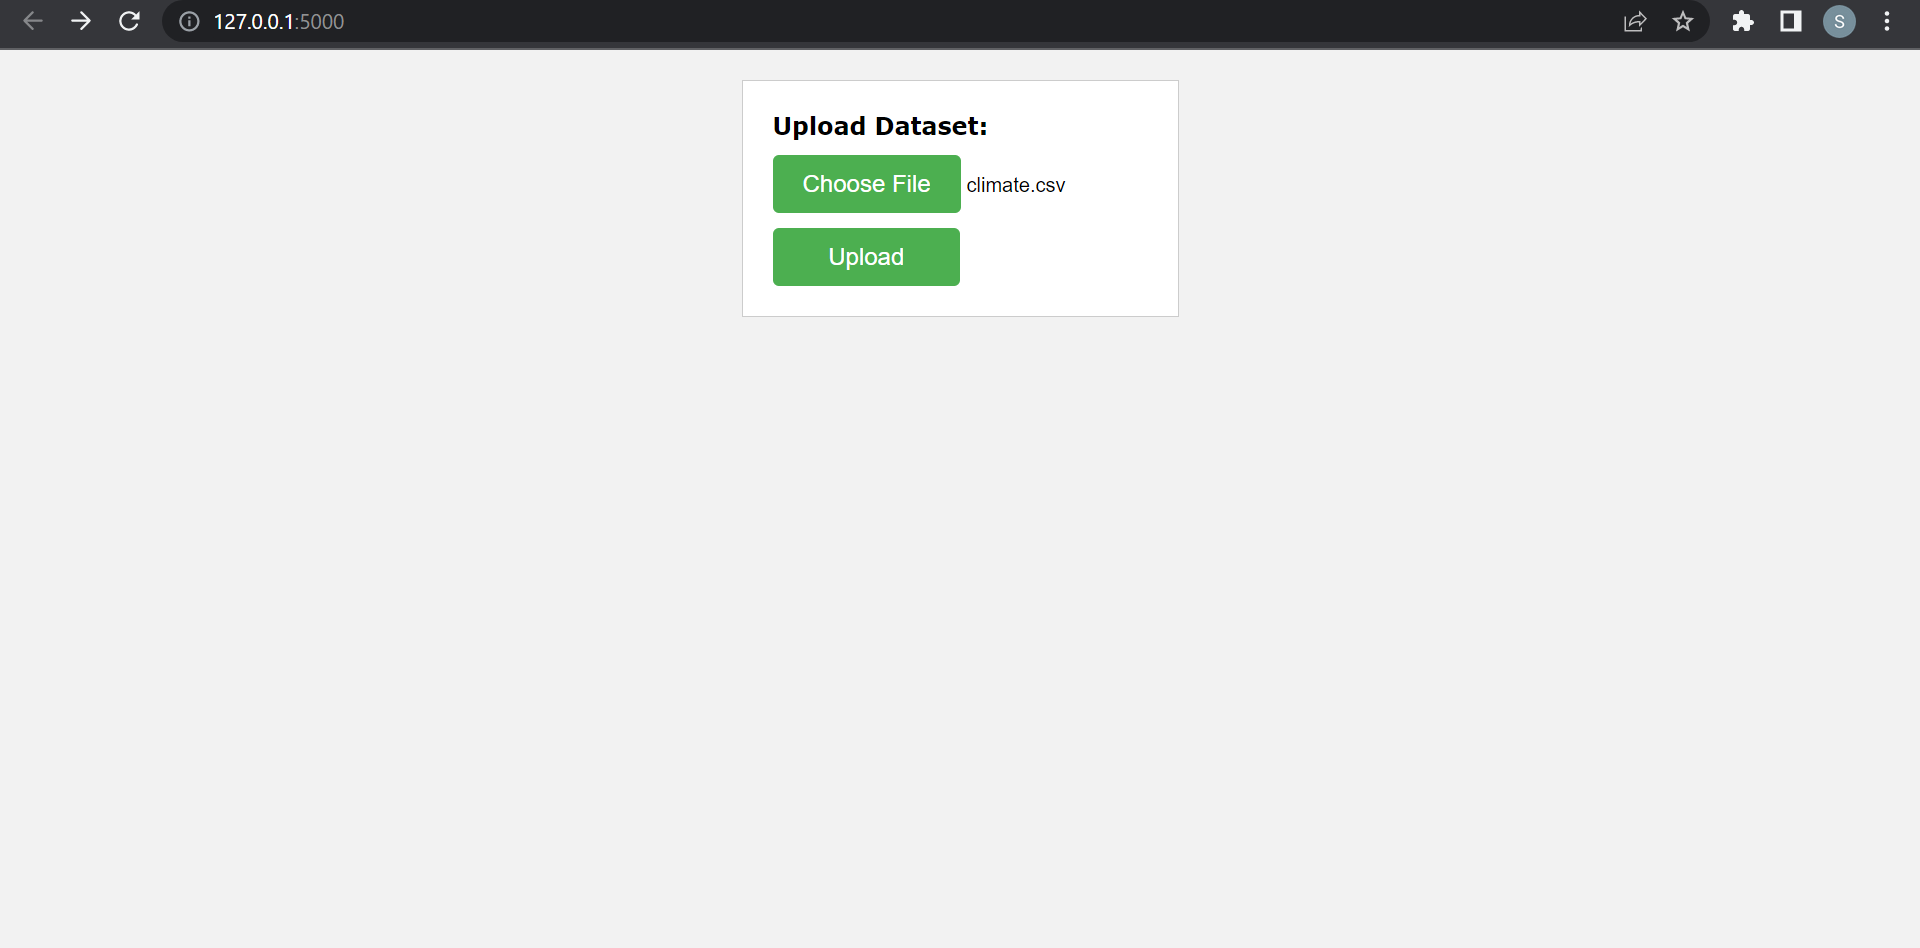 127.0.0.1:5000
S
Upload Dataset:
Choose File climate.csv
Upload